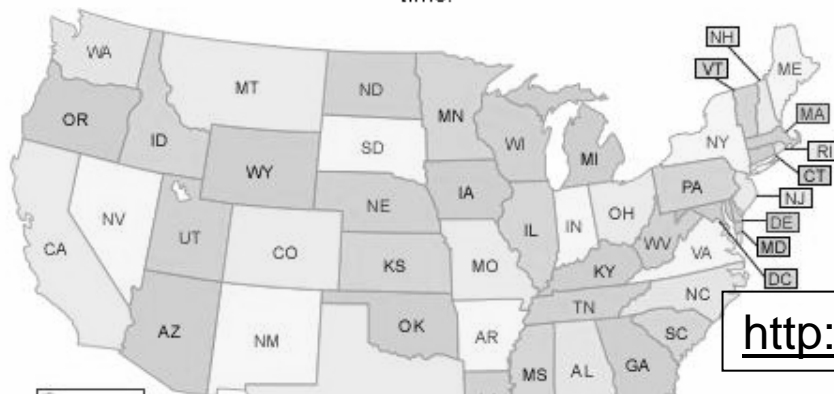 time.
WA
MT
ND
MN
OR
ID
WY
SD
WI
MI
NH
VT
ME
NY
MA
RI
CT
NJ
PA
DE
MD
DC
NV
UT
CO
NE
IA
IL
IN
OH
WV
VA
CA
KS
MO
KY
NC
AZ
NM
OK
AR
TN
SC
MS
AL
GA
http: